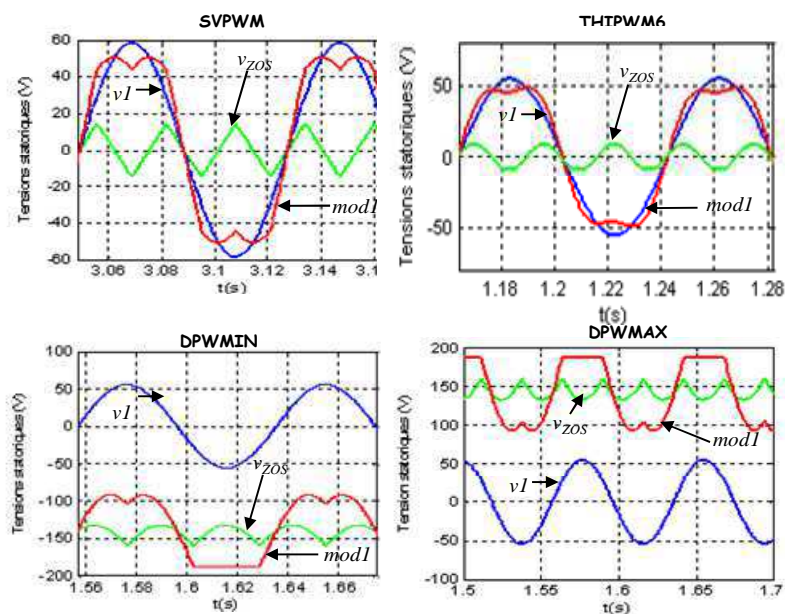 SVPWM
60
40
20
0
-20
-40
-60
Tensions statoriques (V)
v1
vZOS
mod1
3.06 3.08 3.1 3.12 3.14 3.1
t(s)
THIPWM6
50
0
-50
Tensions statoriques (V)
v1
vZOS
mod1
1.18 1.2 1.22 1.24 1.26 1.28
t(s)
DPWMIN
100
50
0
-50
-100
-150
-200
Tensions statoriques (V)
v1
vZOS
mod1
1.56 1.58 1.6 1.62 1.64 1.66
t(s)
DPWMAX
200
150
100
50
0
-50
-100
Tension statoriques (V)
vZOS
mod1
v1
1.5 1.55 1.6 1.65 1.7
t(s)